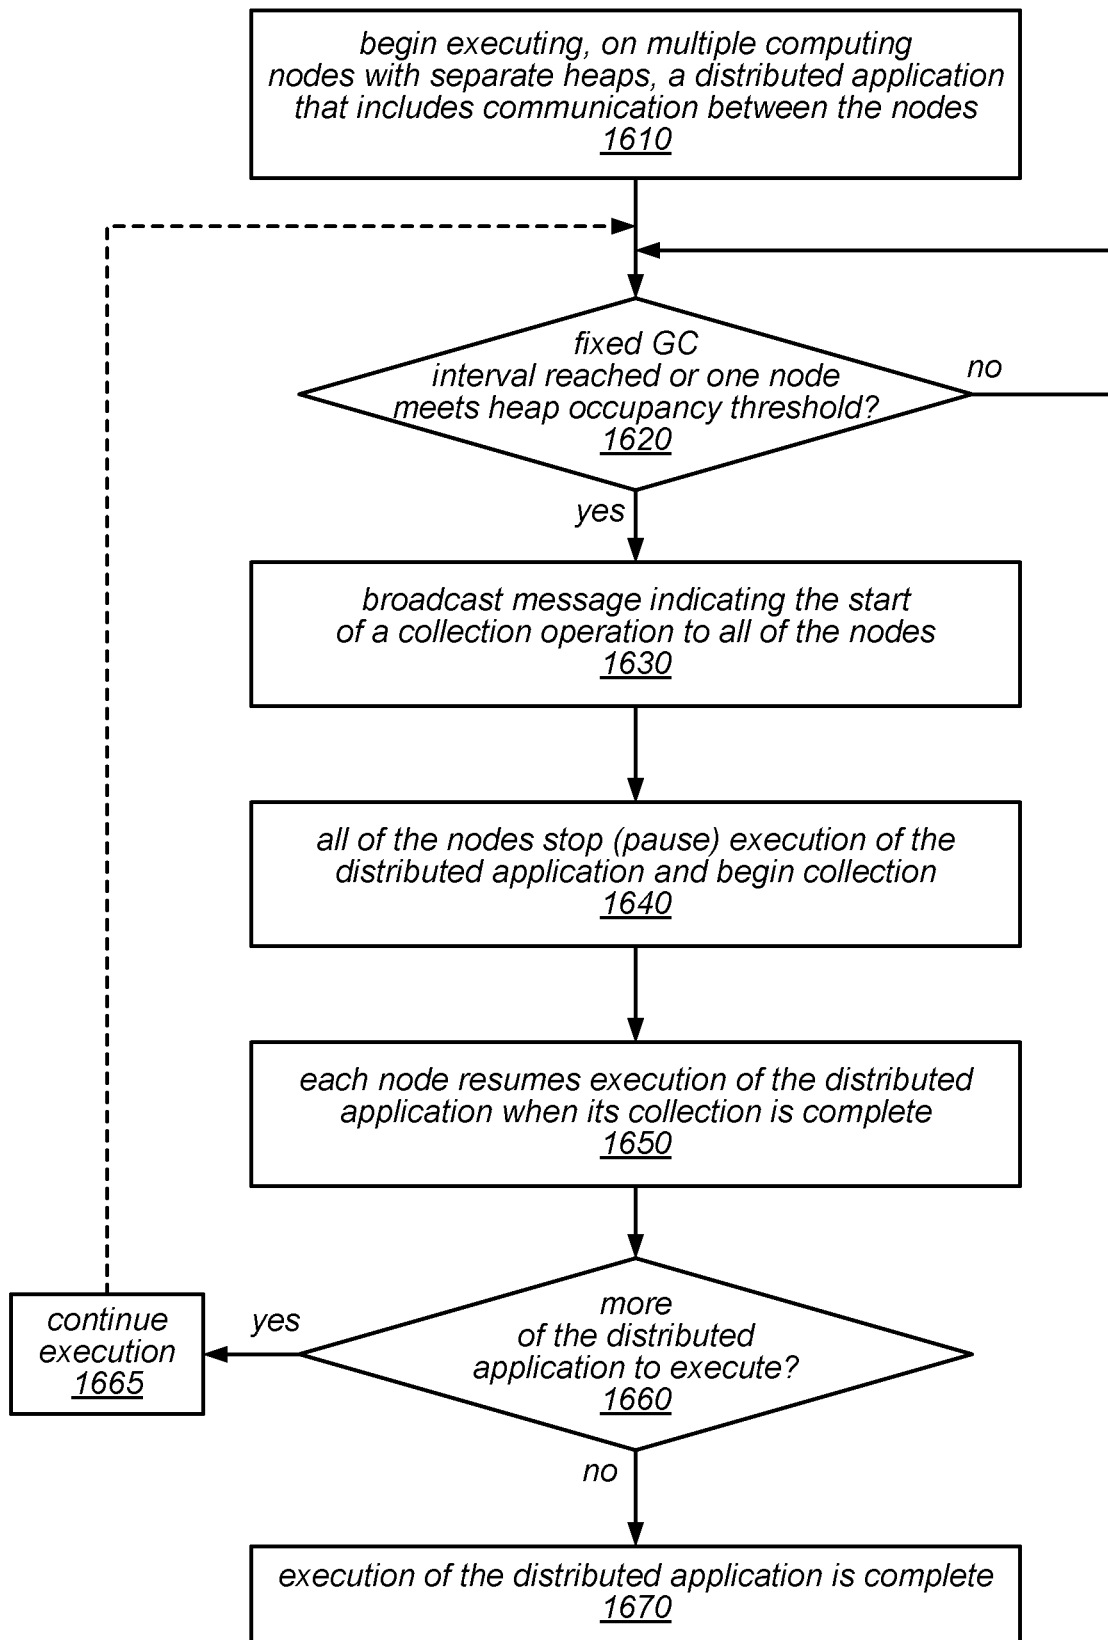 begin executing, on multiple computing
nodes with separate heaps, a distributed application
that includes communication between the nodes
1610
fixed GC
interval reached or one node
meets heap occupancy threshold?
1620
no
yes
broadcast message indicating the start
of a collection operation to all of the nodes
1630
all of the nodes stop (pause) execution of the
distributed application and begin collection
1640
each node resumes execution of the distributed
application when its collection is complete
1650
more
of the distributed
application to execute?
1660
yes
continue
execution
1665
no
execution of the distributed application is complete
1670